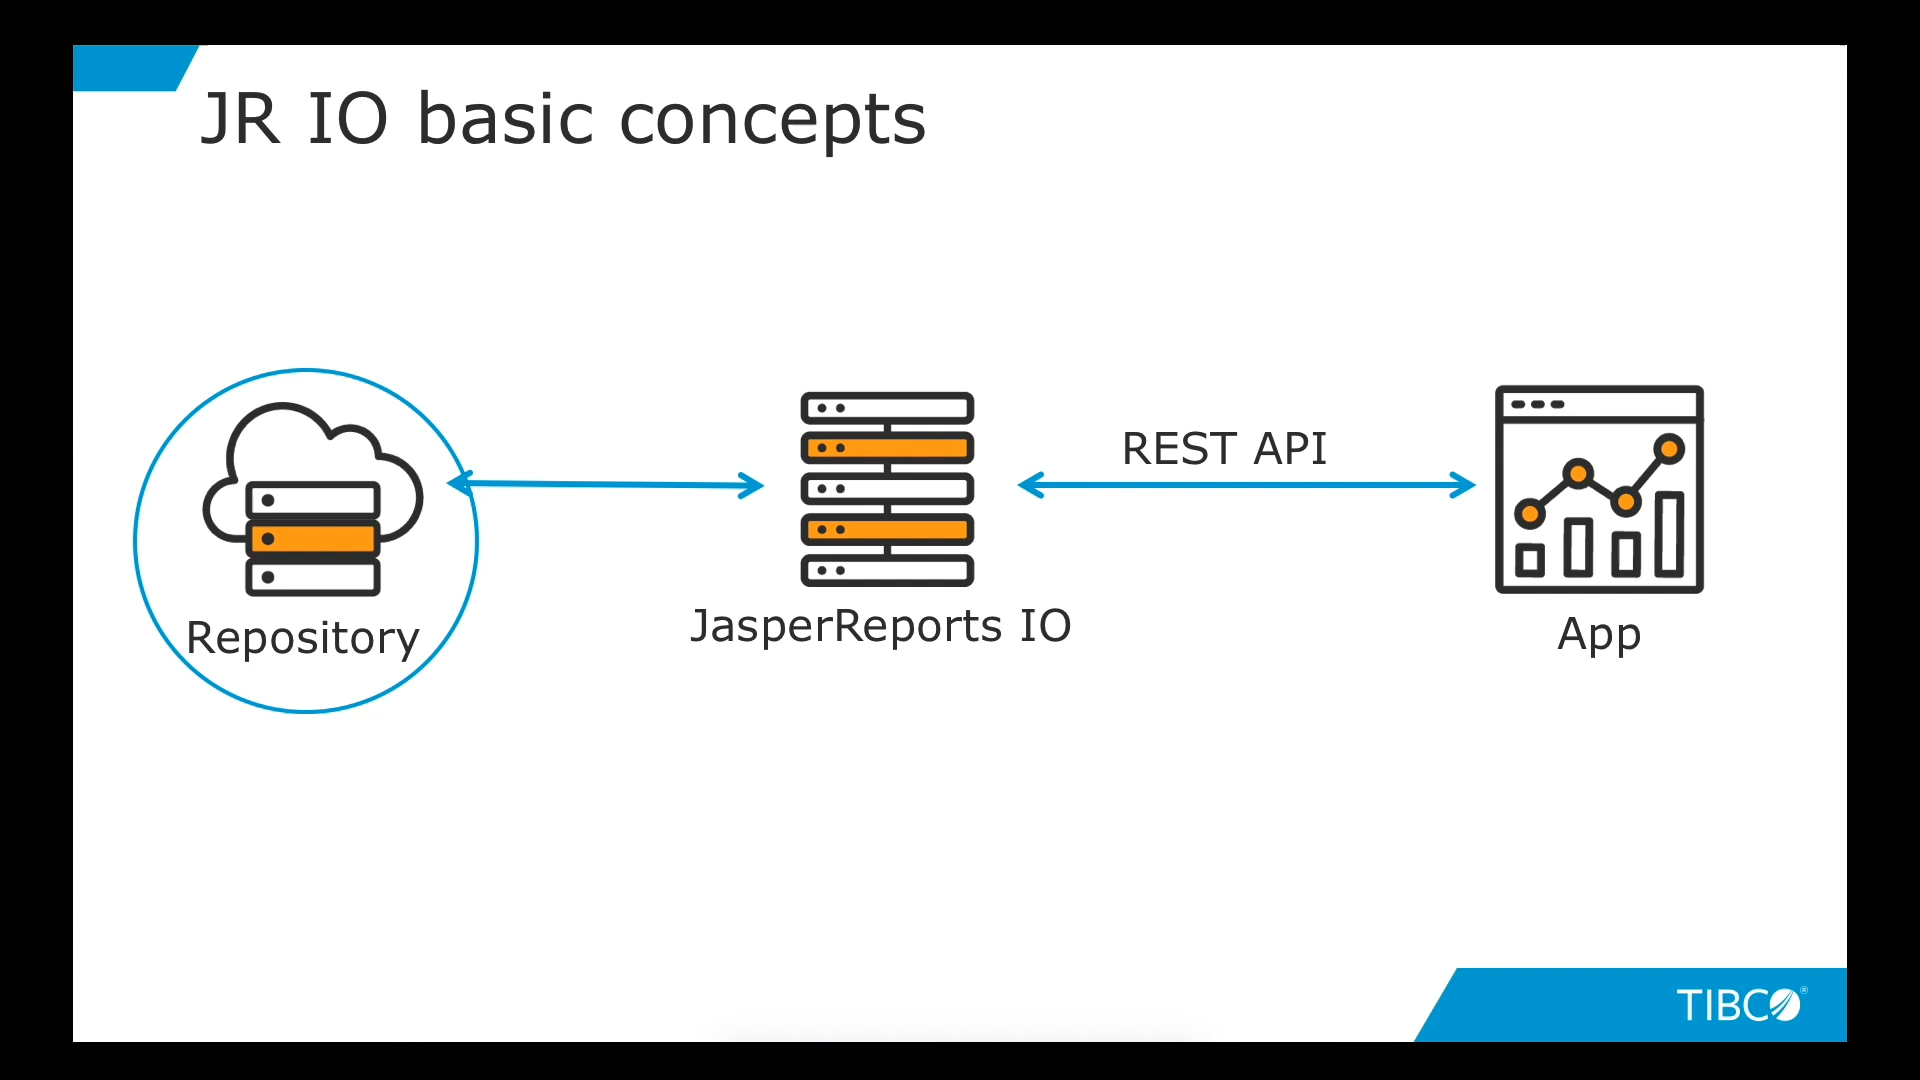 JR IO basic concepts
REST API
Repository
JasperReports IO
App
TIBCO®